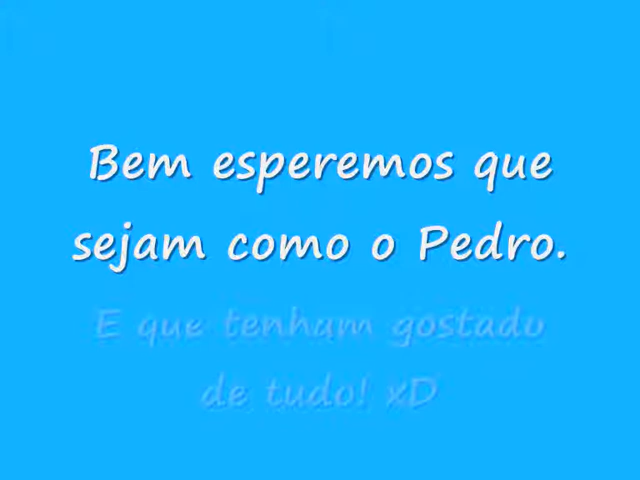 Bem esperemos que
sejam como o Pedro.
E que tenham gostado
de tudo! xD